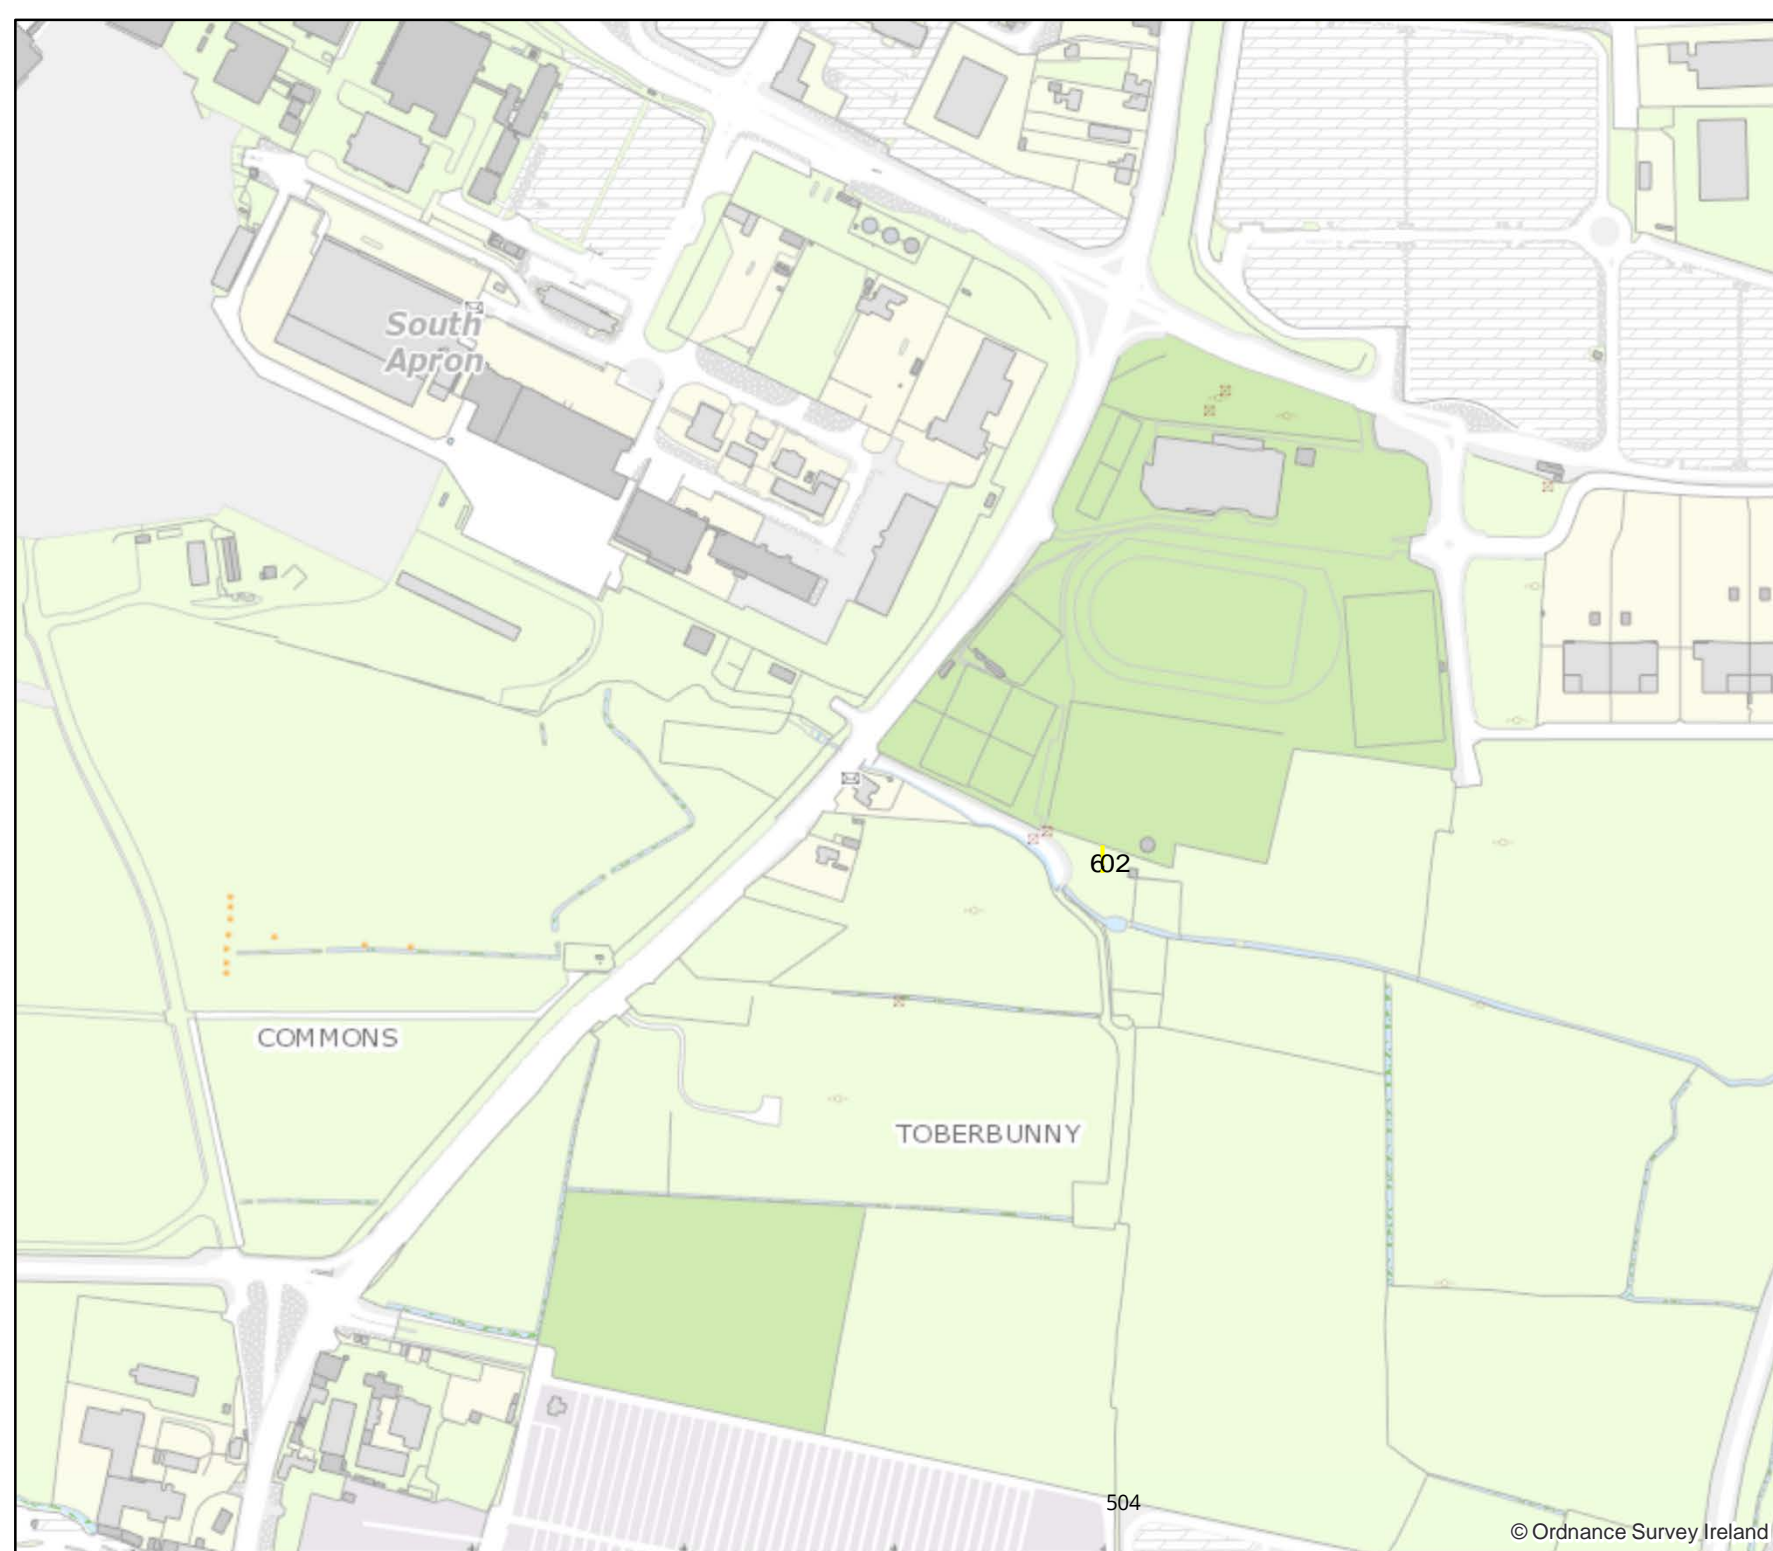 South
Apron
602
COMMONS
TOBERBUNNY
504
© Ordnance Survey Ireland